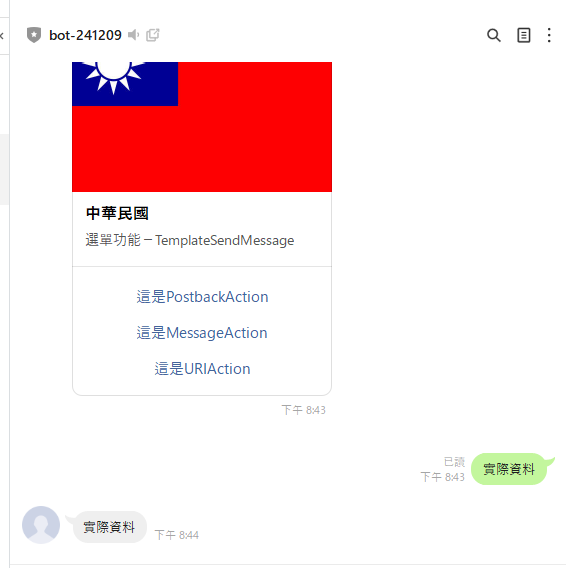 bot-241209
中華民國
選單功能－TemplateSendMessage
這是PostbackAction
這是MessageAction
這是URIAction
下午 8:43
已讀
下午 8:43
實際資料
實際資料
下午 8:44